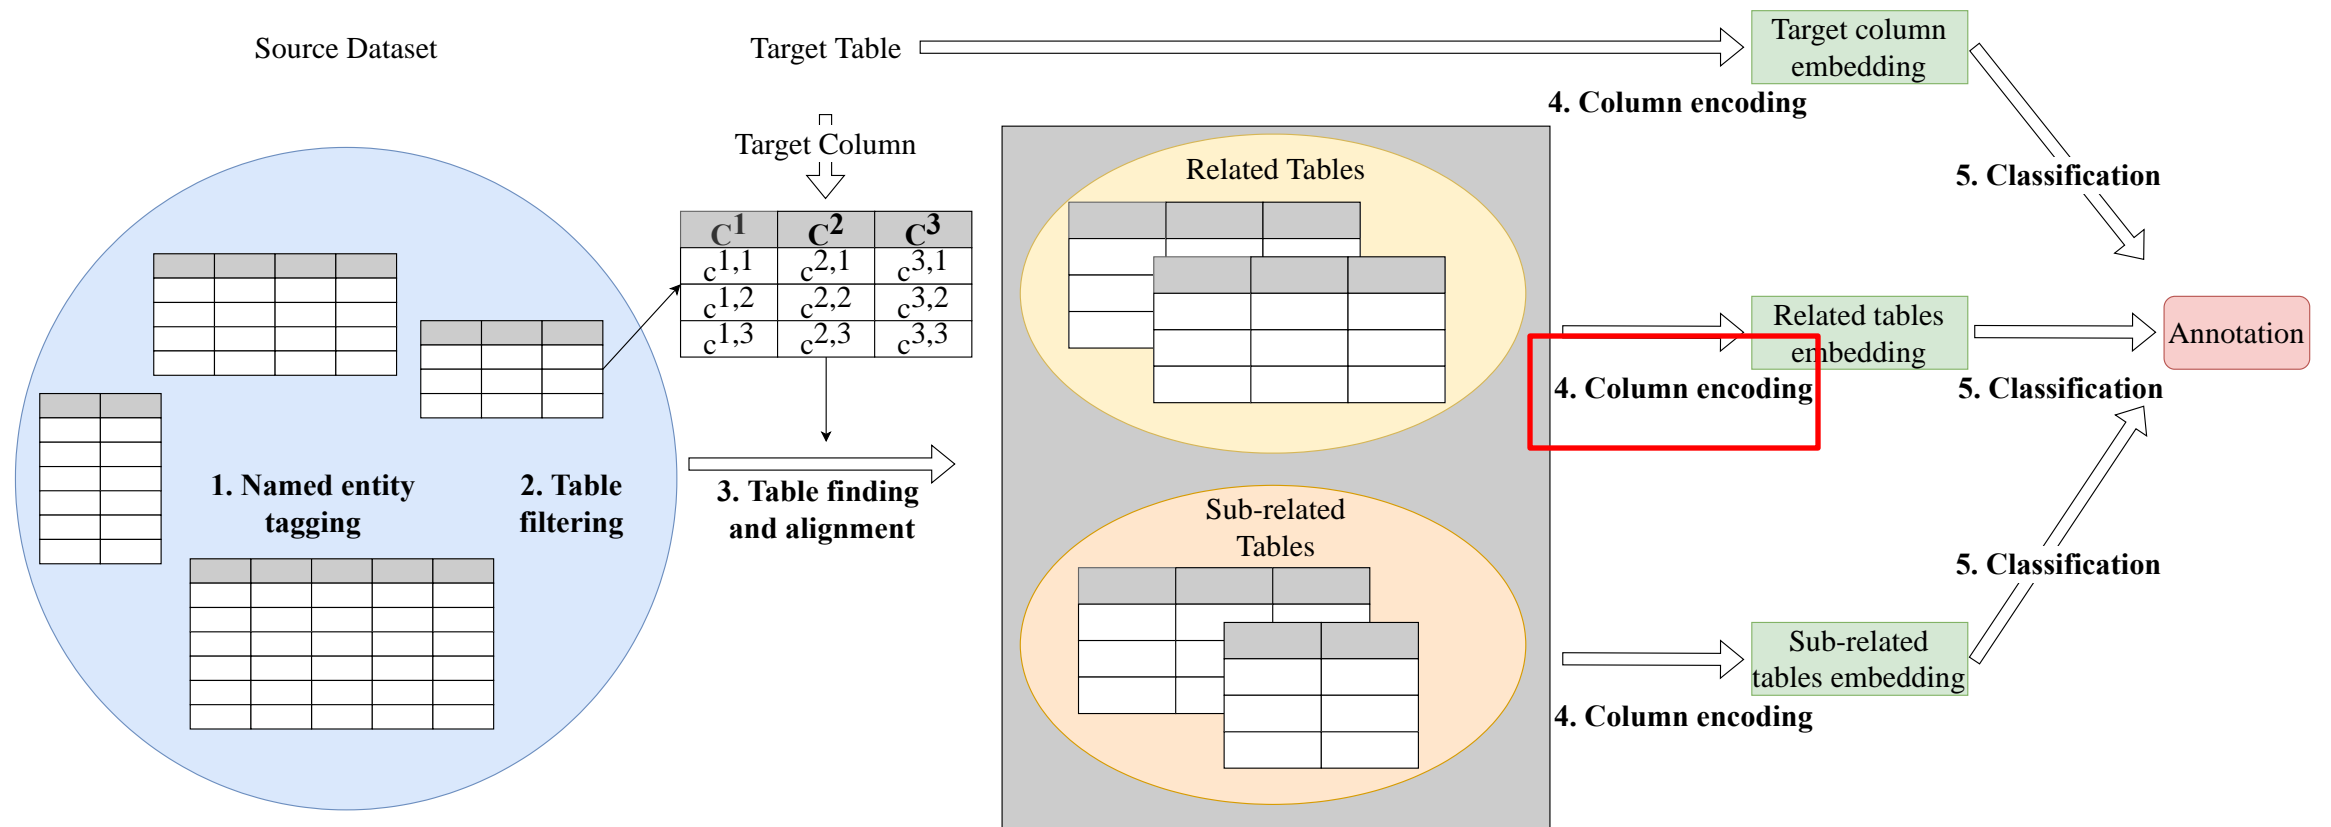 Source Dataset
Target Table
Target column
embedding
4. Column encoding
Target Column
5. Classification
Related Tables
C1 C2 C3
c1,1 c2,1 c3,1
c1,2 c2,2 c3,2
c1,3 c2,3 c3,3
Related tables
embedding
Annotation
4. Column encoding
5. Classification
1. Named entity
tagging
2. Table
filtering
3. Table finding
and alignment
Sub-related
Tables
5. Classification
Sub-related
tables embedding
4. Column encoding